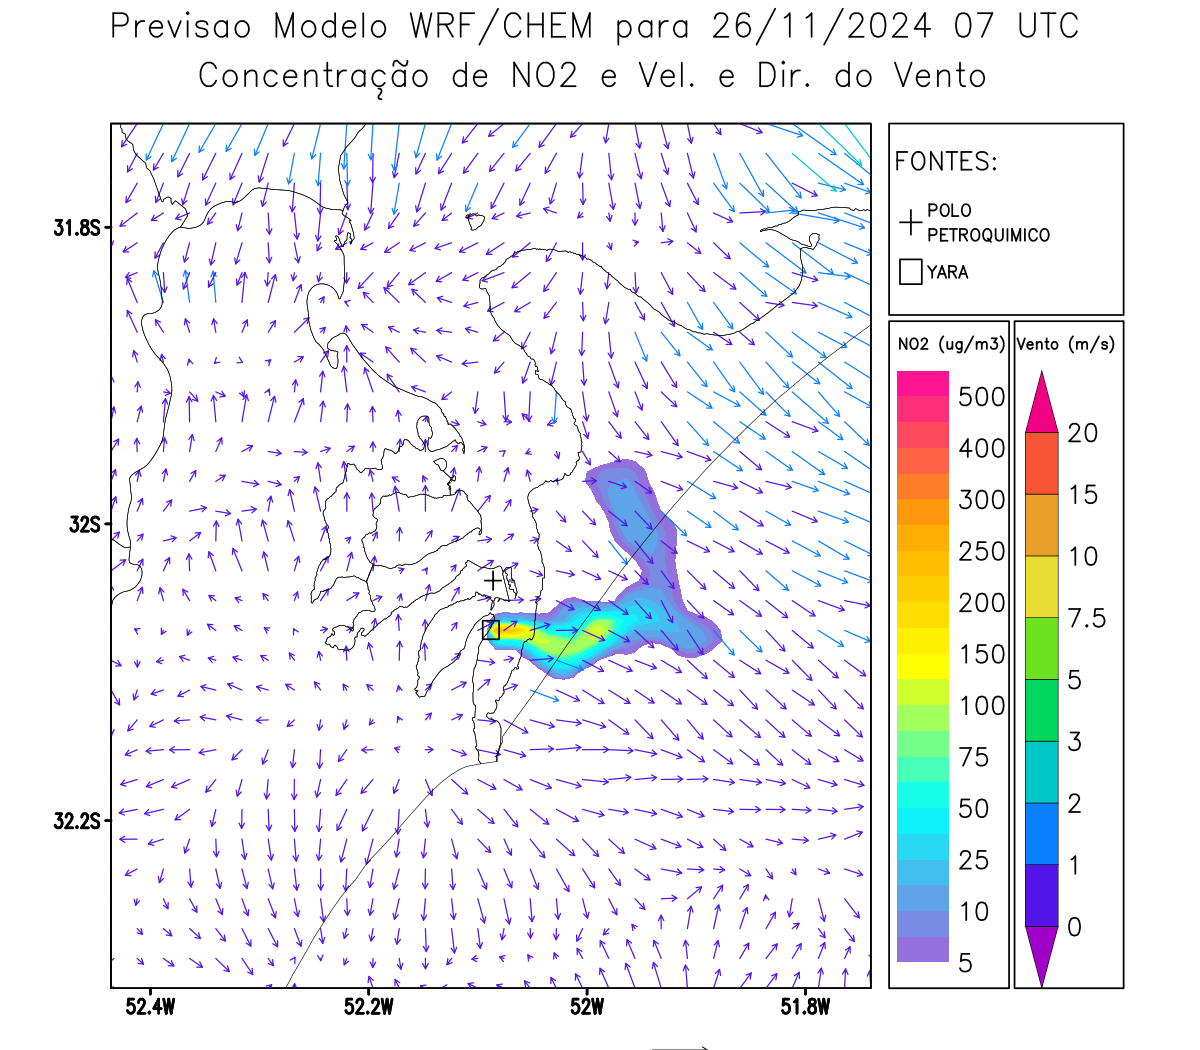 Previsao Modelo WRF/CHEM para 26/11/2024 07 UTC
Concentração de NO2 e Vel. e Dir. do Vento
FONTES:
POLO
PETROQUIMICO
YARA
NO2 (ug/m3)
500
400
300
250
200
150
100
75
50
25
10
5
Vento (m/s)
20
15
10
7.5
5
3
2
1
0
31.8S
32S
32.2S
52.4W
52.2W
52W
51.8W